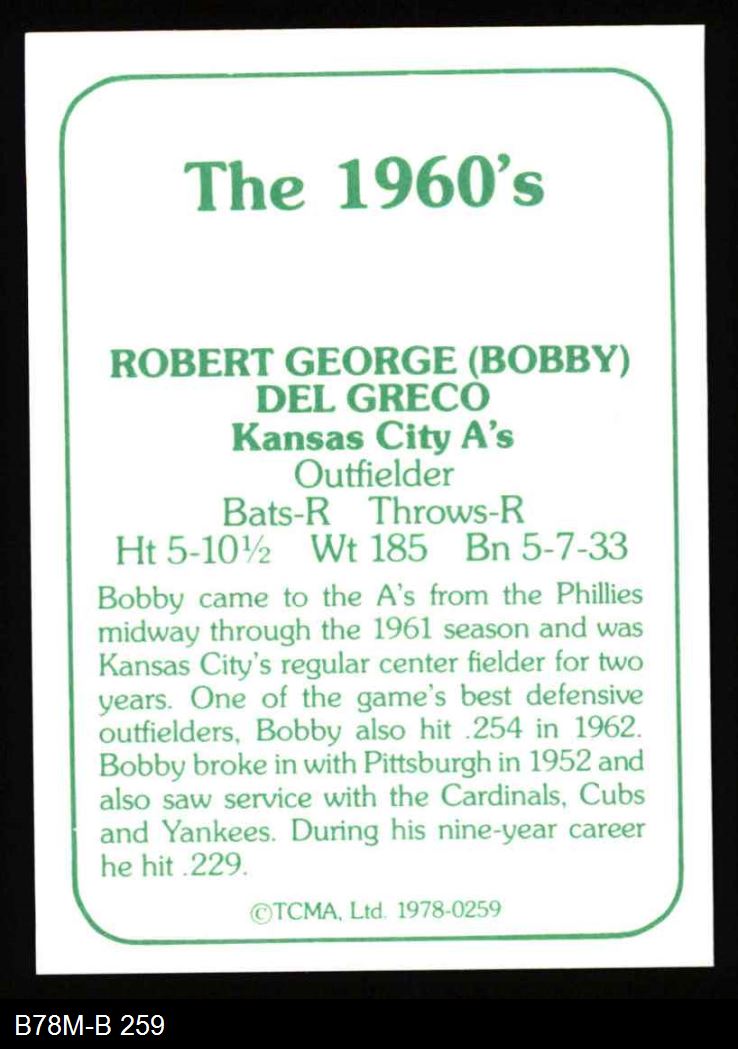 The 1960's
ROBERT GEORGE (BOBBY)
DEL GRECO
Kansas City A's
Outfielder
Bats-R Throws-R
Ht 5-10½ Wt 185 Bn 5-7-33
Bobby came to the A's from the Phillies
midway through the 1961 season and was
Kansas City's regular center fielder for two
years. One of the game's best defensive
outfielders, Bobby also hit .254 in 1962.
Bobby broke in with Pittsburgh in 1952 and
also saw service with the Cardinals, Cubs
and Yankees. During his nine-year career
he hit .229.
©TCMA, Ltd. 1978-0259
B78M-B 259